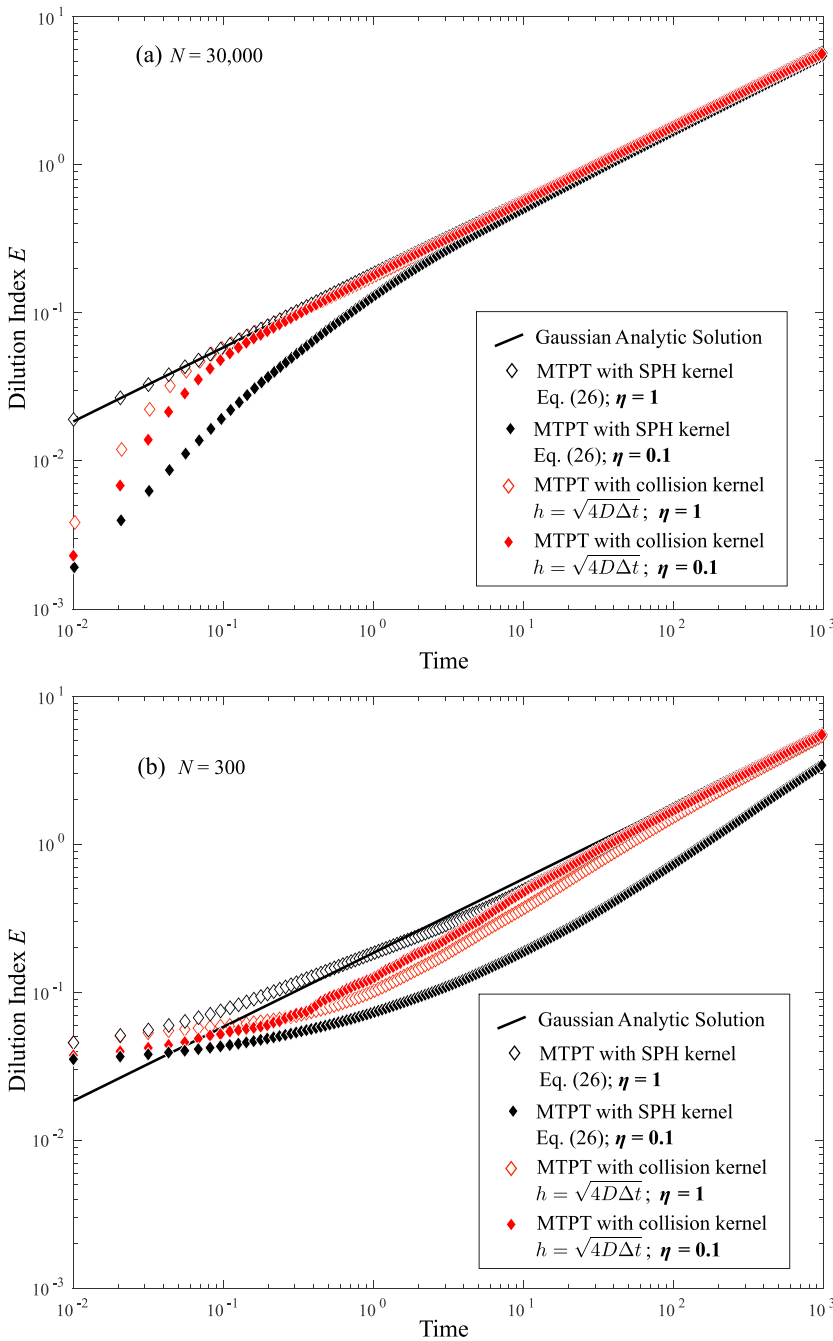 10^1
(a) N = 30,000
10^0
10^-1
10^-2
10^-3
Dilution Index E
Gaussian Analytic Solution
MTPT with SPH kernel
Eq. (26); η = 1
MTPT with SPH kernel
Eq. (26); η = 0.1
MTPT with collision kernel
h = √4DΔt; η = 1
MTPT with collision kernel
h = √4DΔt; η = 0.1
10^-2 10^-1 10^0 10^1 10^2 10^3
Time
10^1
(b) N = 300
10^0
10^-1
10^-2
10^-3
Dilution Index E
Gaussian Analytic Solution
MTPT with SPH kernel
Eq. (26); η = 1
MTPT with SPH kernel
Eq. (26); η = 0.1
MTPT with collision kernel
h = √4DΔt; η = 1
MTPT with collision kernel
h = √4DΔt; η = 0.1
10^-2 10^-1 10^0 10^1 10^2 10^3
Time